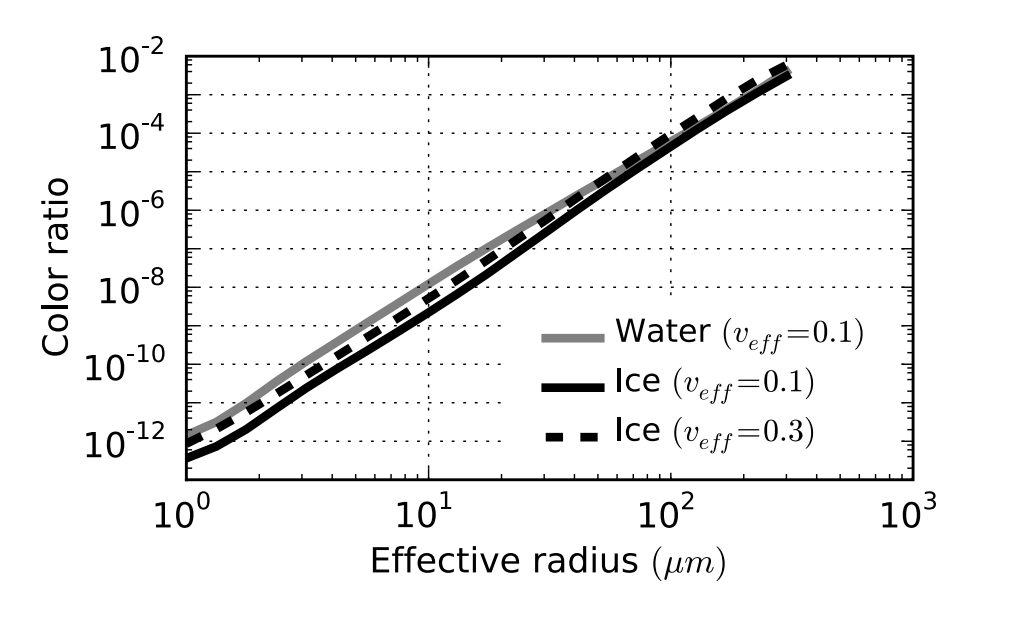 10^-2
10^-4
10^-6
10^-8
10^-10
10^-12
Color ratio
Water (v_eff=0.1)
Ice (v_eff=0.1)
Ice (v_eff=0.3)
10^0 10^1 10^2 10^3
Effective radius (μm)